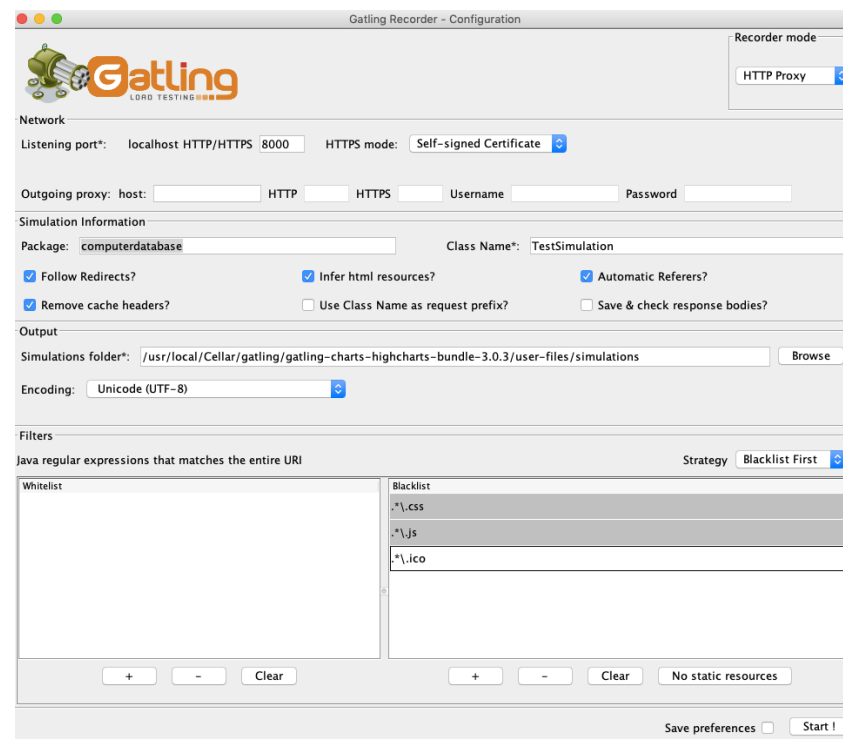 Gatling Recorder - Configuration
Gatling
LOAD TESTING
Recorder mode
HTTP Proxy
Network
Listening port*: localhost HTTP/HTTPS 8000 HTTPS mode: Self-signed Certificate
Outgoing proxy: host: HTTP HTTPS Username Password
Simulation Information
Package: computerdatabase Class Name*: TestSimulation
Follow Redirects? Infer html resources? Automatic Referers?
Remove cache headers? Use Class Name as request prefix? Save & check response bodies?
Output
Simulations folder*: /usr/local/Cellar/gatling/gatling-charts-highcharts-bundle-3.0.3/user-files/simulations Browse
Encoding: Unicode (UTF-8)
Filters
Java regular expressions that matches the entire URI Strategy Blacklist First
Whitelist Blacklist
.*\.css
.*\.js
.*\.ico
+ - Clear + - Clear No static resources
Save preferences Start !